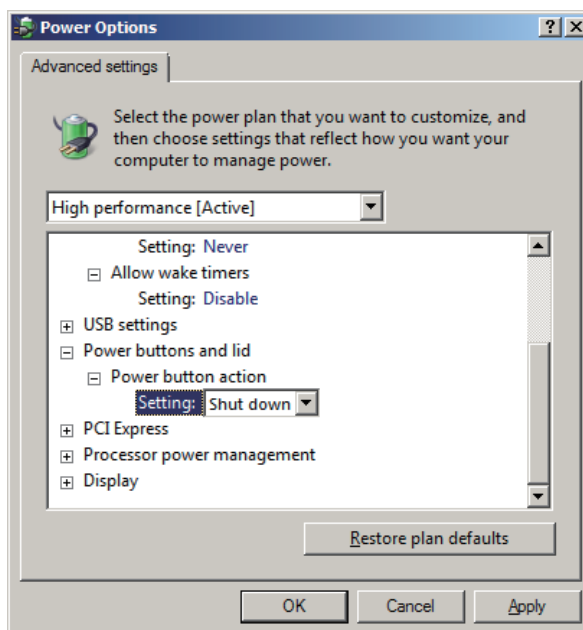 Power Options
Advanced settings
Select the power plan that you want to customize, and
then choose settings that reflect how you want your
computer to manage power.
High performance [Active]
Setting: Never
Allow wake timers
Setting: Disable
USB settings
Power buttons and lid
Power button action
Setting: Shut down
PCI Express
Processor power management
Display
Restore plan defaults
OK Cancel Apply